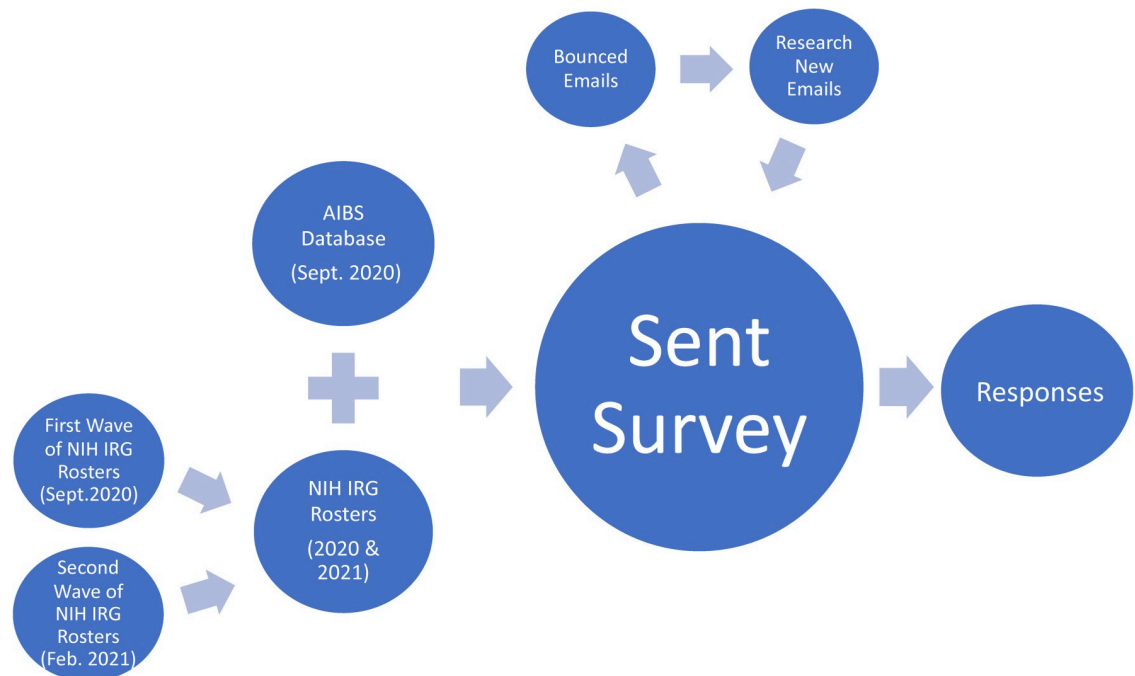 Bounced
Emails
Research
New
Emails
AIBS
Database
(Sept. 2020)
First Wave
of NIH IRG
Rosters
(Sept.2020)
Second
Wave of
NIH IRG
Rosters
(Feb. 2021)
NIH IRG
Rosters
(2020 &
2021)
Sent
Survey
Responses